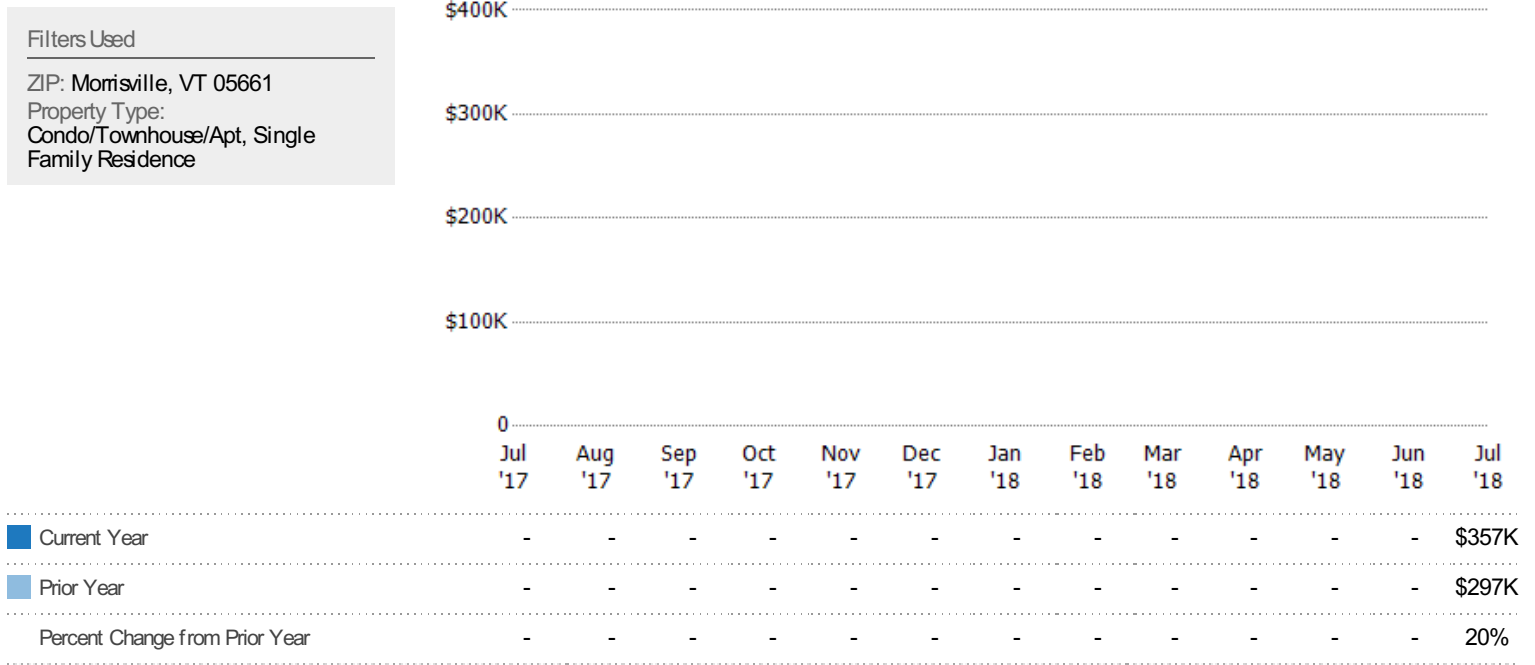 Filters Used
ZIP: Morrisville, VT 05661
Property Type:
Condo/Townhouse/Apt, Single
Family Residence
$400K
$300K
$200K
$100K
0
Jul Aug Sep Oct Nov Dec Jan Feb Mar Apr May Jun Jul
'17 '17 '17 '17 '17 '17 '18 '18 '18 '18 '18 '18 '18
Current Year - - - - - - - - - - - - $357K
Prior Year - - - - - - - - - - - - $297K
Percent Change from Prior Year - - - - - - - - - - - - 20%